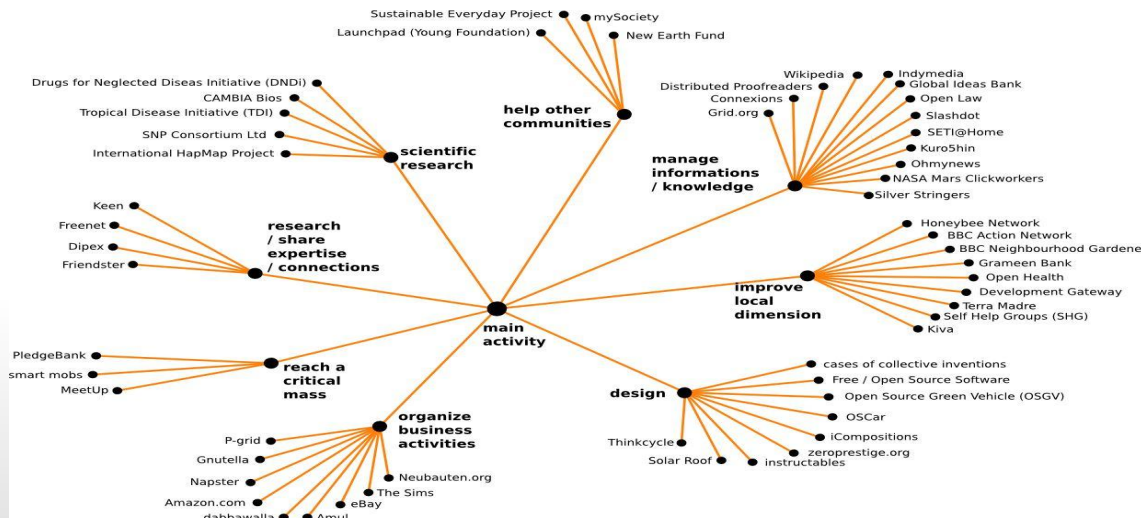 Sustainable Everyday Project
mySociety
Launchpad (Young Foundation)
New Earth Fund
help other
communities
Drugs for Neglected Diseas Initiative (DNDi)
CAMBIA Bios
Tropical Disease Initiative (TDI)
SNP Consortium Ltd
International HapMap Project
scientific
research
Wikipedia
Indymedia
Distributed Proofreaders
Global Ideas Bank
Connexions
Open Law
Grid.org
Slashdot
SETI@Home
Kuro5hin
Ohmynews
NASA Mars Clickworkers
Silver Stringers
manage
informations
/ knowledge
Keen
Freenet
Dipex
Friendster
research
/ share
expertise
/ connections
Honeybee Network
BBC Action Network
BBC Neighbourhood Gardene
Grameen Bank
Open Health
Development Gateway
Terra Madre
Self Help Groups (SHG)
Kiva
improve
local
dimension
main
activity
PledgeBank
smart mobs
MeetUp
reach a
critical
mass
cases of collective inventions
Free / Open Source Software
Open Source Green Vehicle (OSGV)
OSCar
iCompositions
zeroprestige.org
instructables
Solar Roof
Thinkcycle
design
organize
business
activities
P-grid
Gnutella
Napster
Amazon.com
dabbawalla
Amul
eBay
The Sims
Neubauten.org